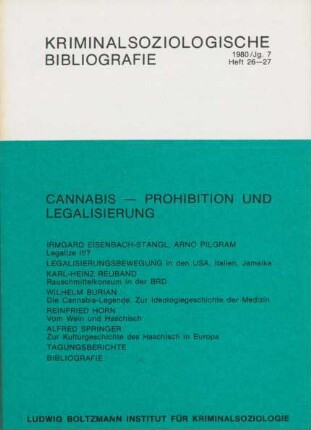 KRIMINALSOZIOLOGISCHE
BIBLIOGRAFIE
1980/Jg. 7
Heft 26—27
CANNABIS — PROHIBITION UND
LEGALISIERUNG
IRMGARD EISENBACH-STANGL, ARNO PILGRAM
Legalize it!?
LEGALISIERUNGSBEWEGUNG in den USA, Italien, Jamaika
KARL-HEINZ REUBAND
Rauschmittelkonsum in der BRD
WILHELM BURIAN
Die Cannabis-Legende. Zur Ideologiegeschichte der Medizin
REINFRIED HORN
Vom Wein und Haschisch
ALFRED SPRINGER
Zur Kulturgeschichte des Haschisch in Europa
TAGUNGSBERICHTE
BIBLIOGRAFIE
LUDWIG BOLTZMANN INSTITUT FÜR KRIMINALSOZIOLOGIE